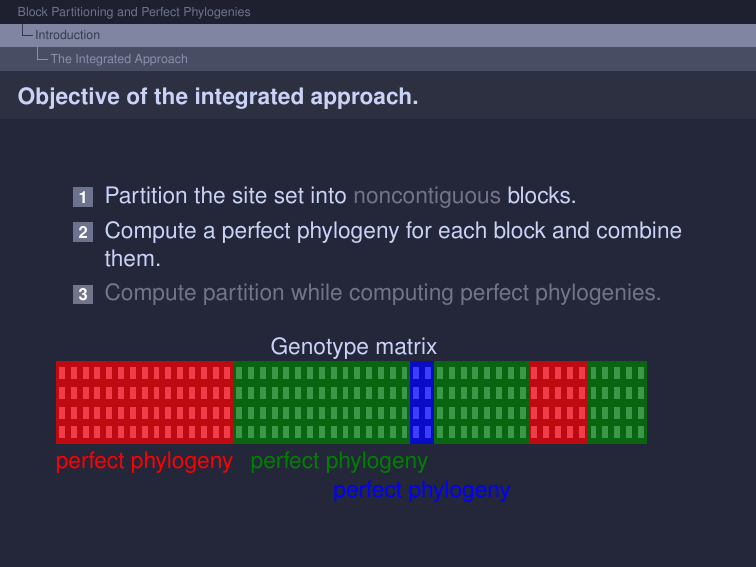 Block Partitioning and Perfect Phylogenies
Introduction
The Integrated Approach
Objective of the integrated approach.
1 Partition the site set into noncontiguous blocks.
2 Compute a perfect phylogeny for each block and combine
them.
3 Compute partition while computing perfect phylogenies.
Genotype matrix
perfect phylogeny perfect phylogeny
perfect phylogeny